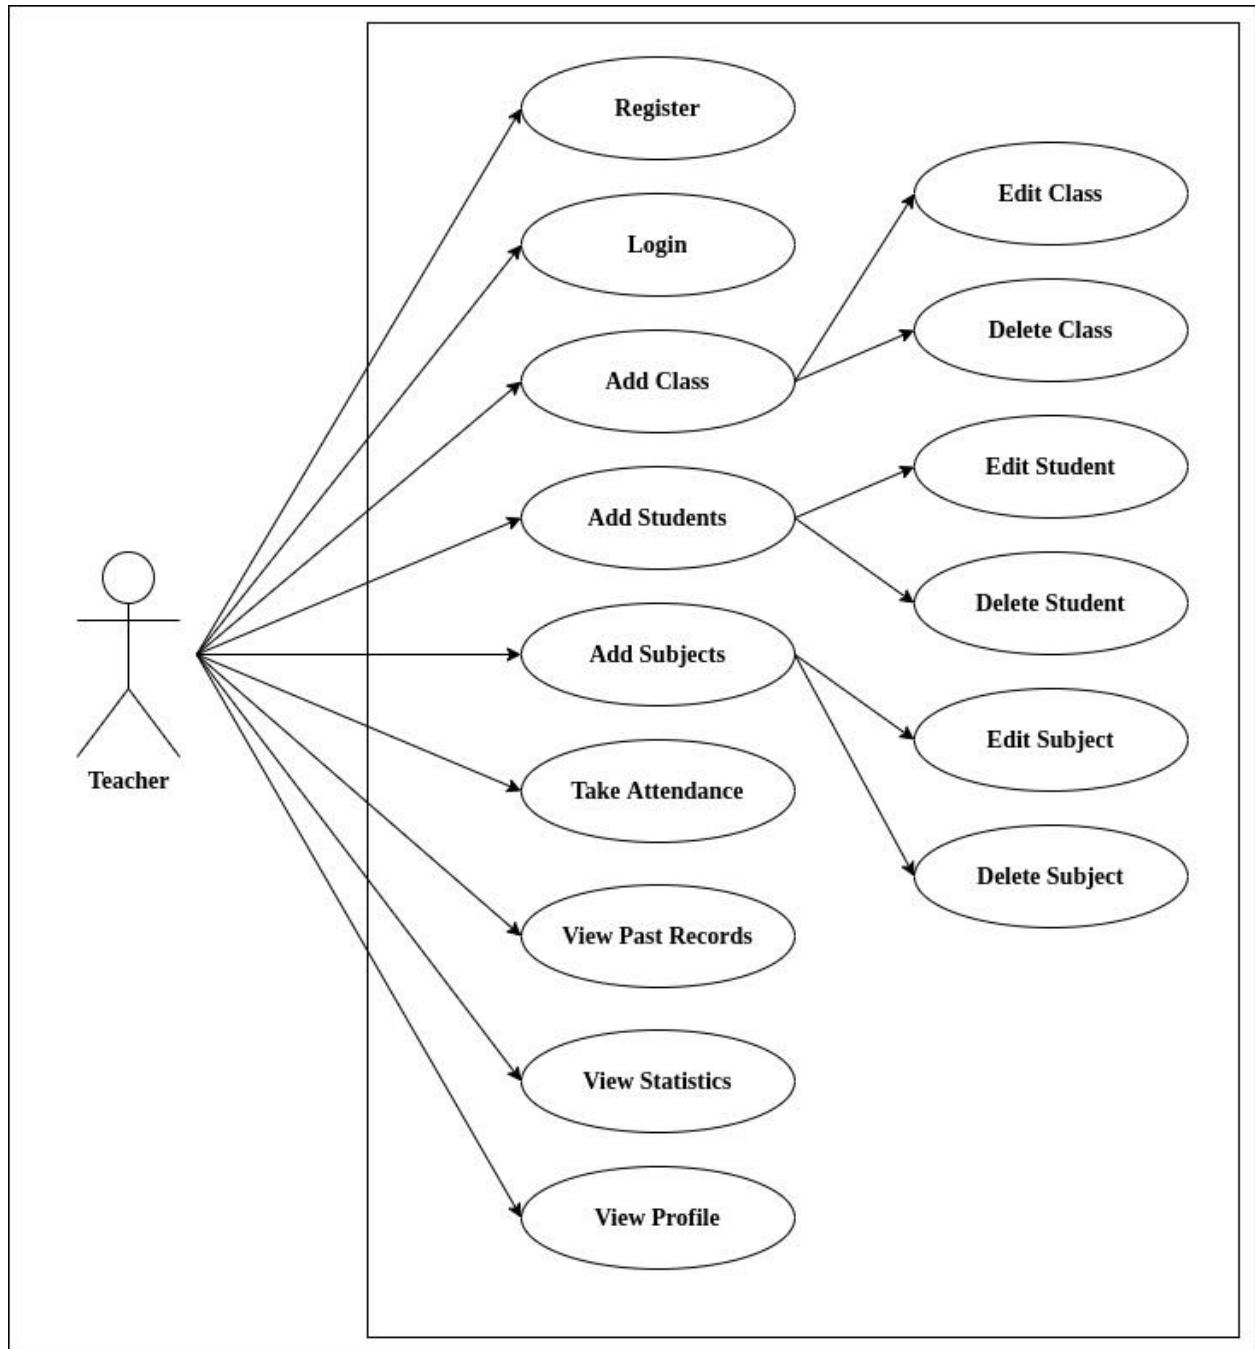 Register
Edit Class
Login
Delete Class
Add Class
Edit Student
Add Students
Delete Student
Add Subjects
Edit Subject
Teacher
Take Attendance
Delete Subject
View Past Records
View Statistics
View Profile